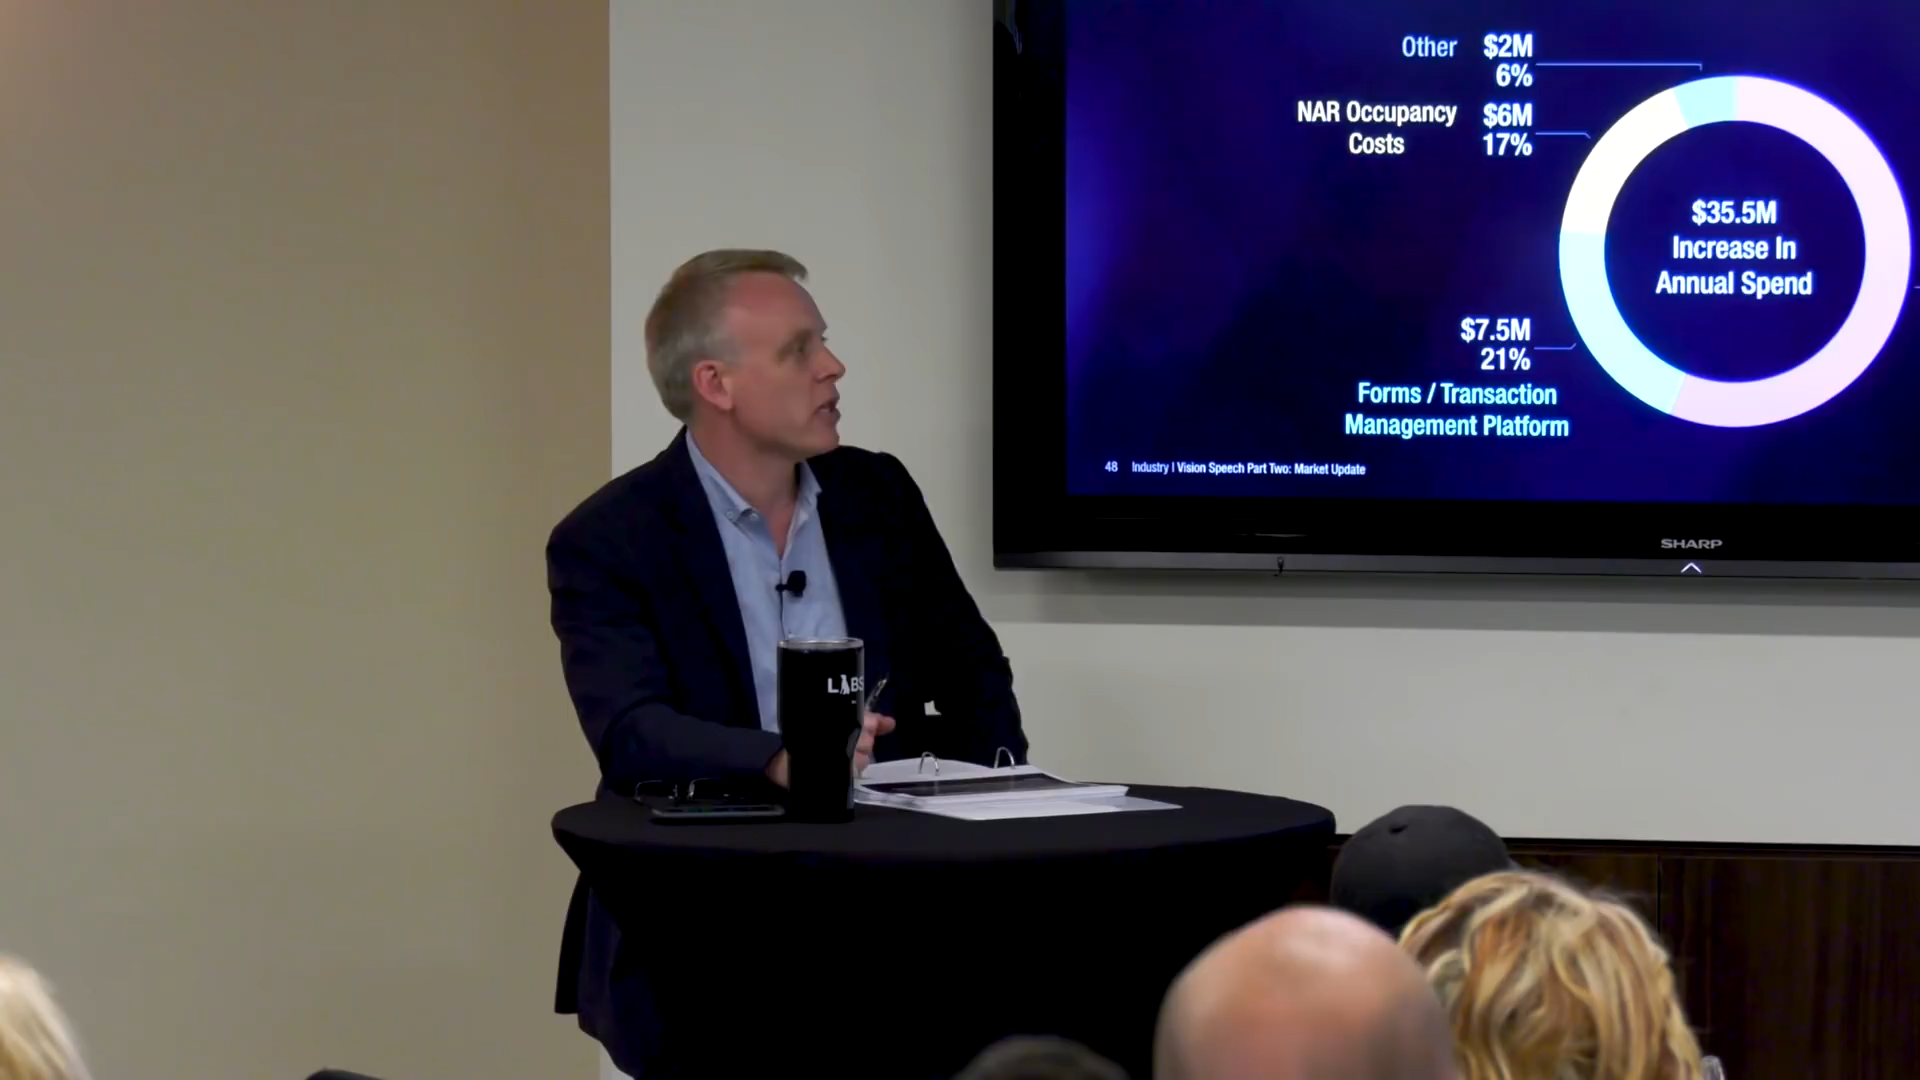 Other $2M
6%
NAR Occupancy $6M
Costs 17%
$35.5M
Increase In
Annual Spend
$7.5M
21%
Forms / Transaction
Management Platform
48 Industry | Vision Speech Part Two: Market Update
SHARP
LABS